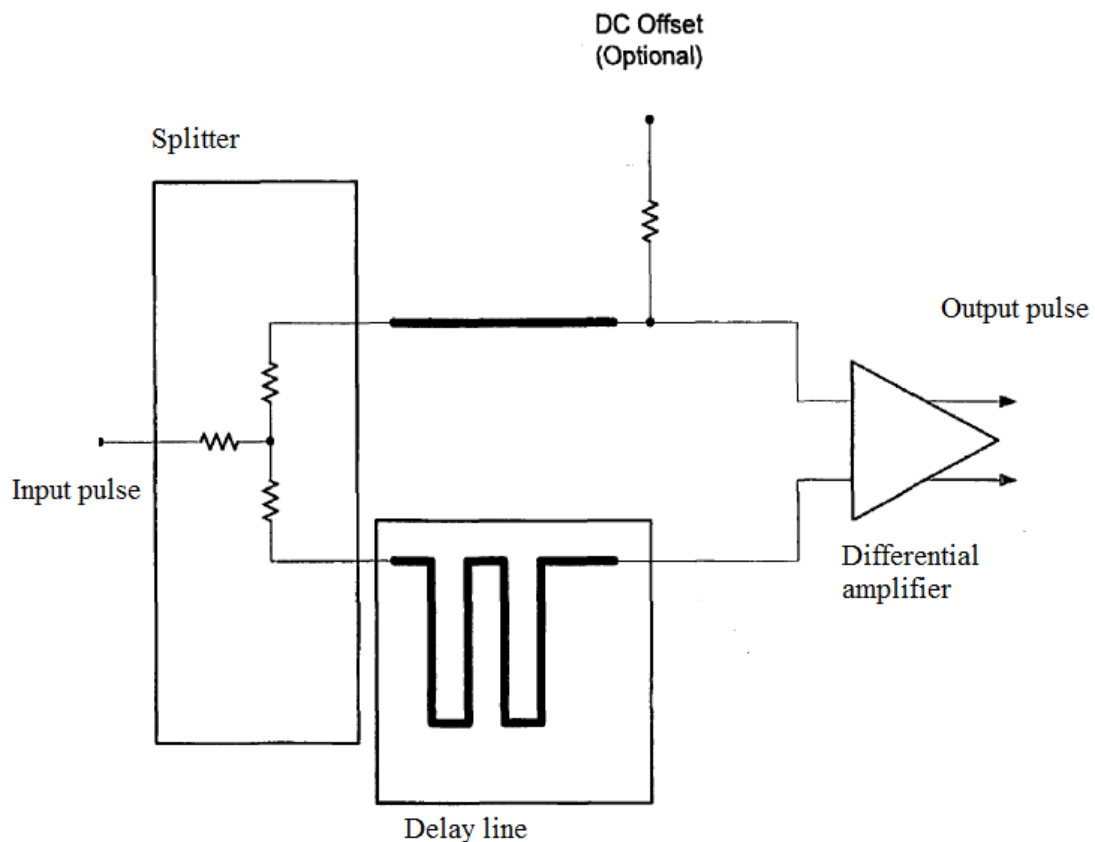 DC Offset
(Optional)
Splitter
Output pulse
Input pulse
Differential
amplifier
Delay line